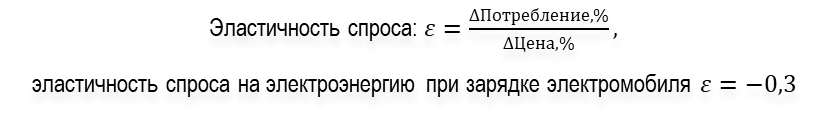 Эластичность спроса: ε = ΔПотребление,% / ΔЦена,% ,
эластичность спроса на электроэнергию при зарядке электромобиля ε = −0,3